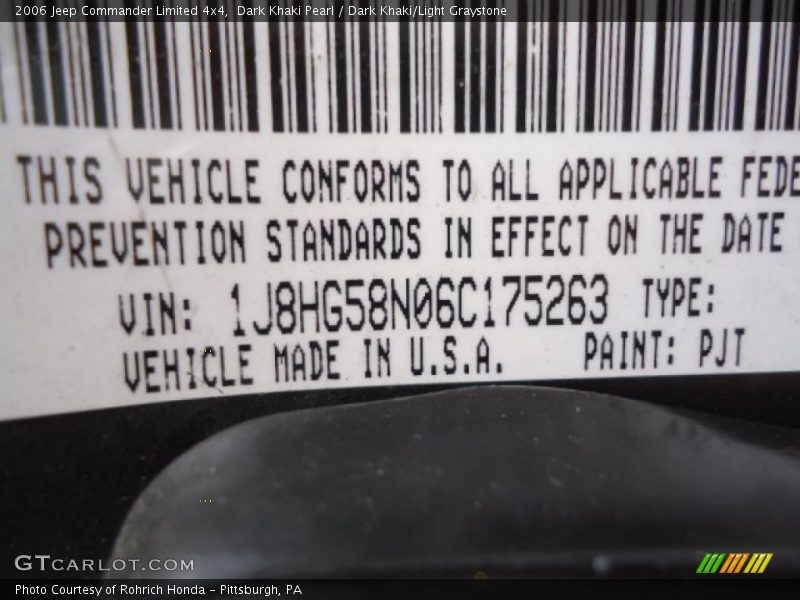 2006 Jeep Commander Limited 4x4,  Dark Khaki Pearl / Dark Khaki/Light Graystone
THIS VEHICLE CONFORMS TO ALL APPLICABLE FEDE
PREVENTION STANDARDS IN EFFECT ON THE DATE
VIN: 1J8HG58N06C175263 TYPE:
VEHICLE MADE IN U.S.A. PAINT: PJT
GTCARLOT.COM
Photo Courtesy of Rohrich Honda - Pittsburgh, PA